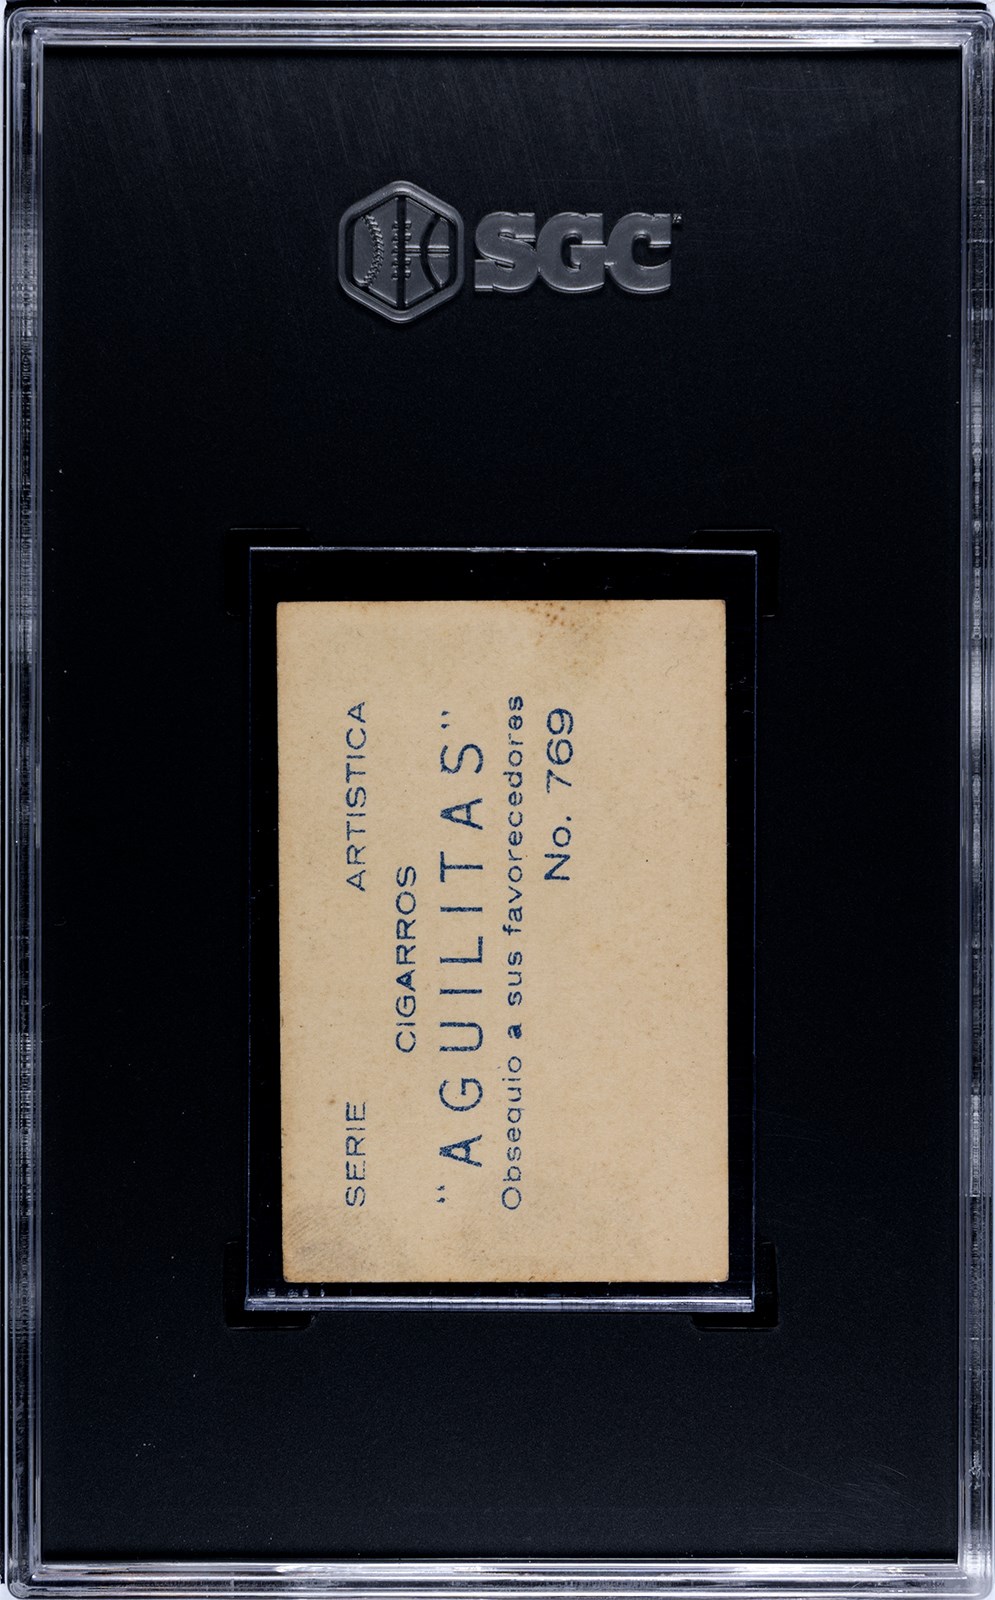 SGC
SERIE ARTISTICA
CIGARROS
"AGUILITAS"
Obsequio a sus favorecedores
No. 769